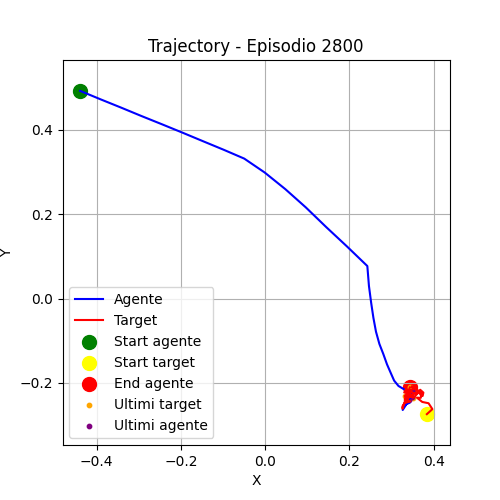 Trajectory - Episodio 2800
Y
0.4
0.2
0.0
−0.2
Agente
Target
Start agente
Start target
End agente
Ultimi target
Ultimi agente
−0.4
−0.2
0.0
0.2
0.4
X